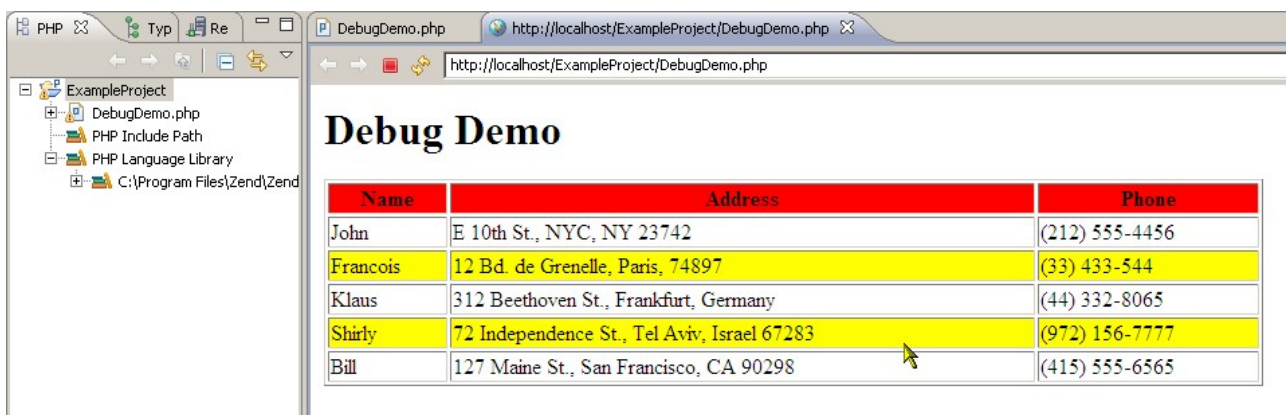 PHP Typ Re
DebugDemo.php http://localhost/ExampleProject/DebugDemo.php
http://localhost/ExampleProject/DebugDemo.php
ExampleProject
DebugDemo.php
PHP Include Path
PHP Language Library
C:\Program Files\Zend\Zend
Debug Demo
Name Address Phone
John E 10th St., NYC, NY 23742 (212) 555-4456
Francois 12 Bd. de Grenelle, Paris, 74897 (33) 433-544
Klaus 312 Beethoven St., Frankfurt, Germany (44) 332-8065
Shirly 72 Independence St., Tel Aviv, Israel 67283 (972) 156-7777
Bill 127 Maine St., San Francisco, CA 90298 (415) 555-6565